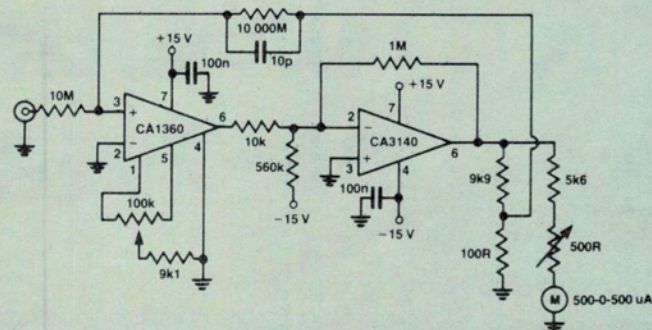 10 000M
10p
+15 V
100n
1M
+15 V
10M
3
+
7
CA1360
−
2
1
5
4
6
10k
2
−
7
CA3140
6
+
3
4
560k
−15 V
100n
−15 V
9k9
5k6
100k
9k1
100R
500R
M
500-0-500 uA